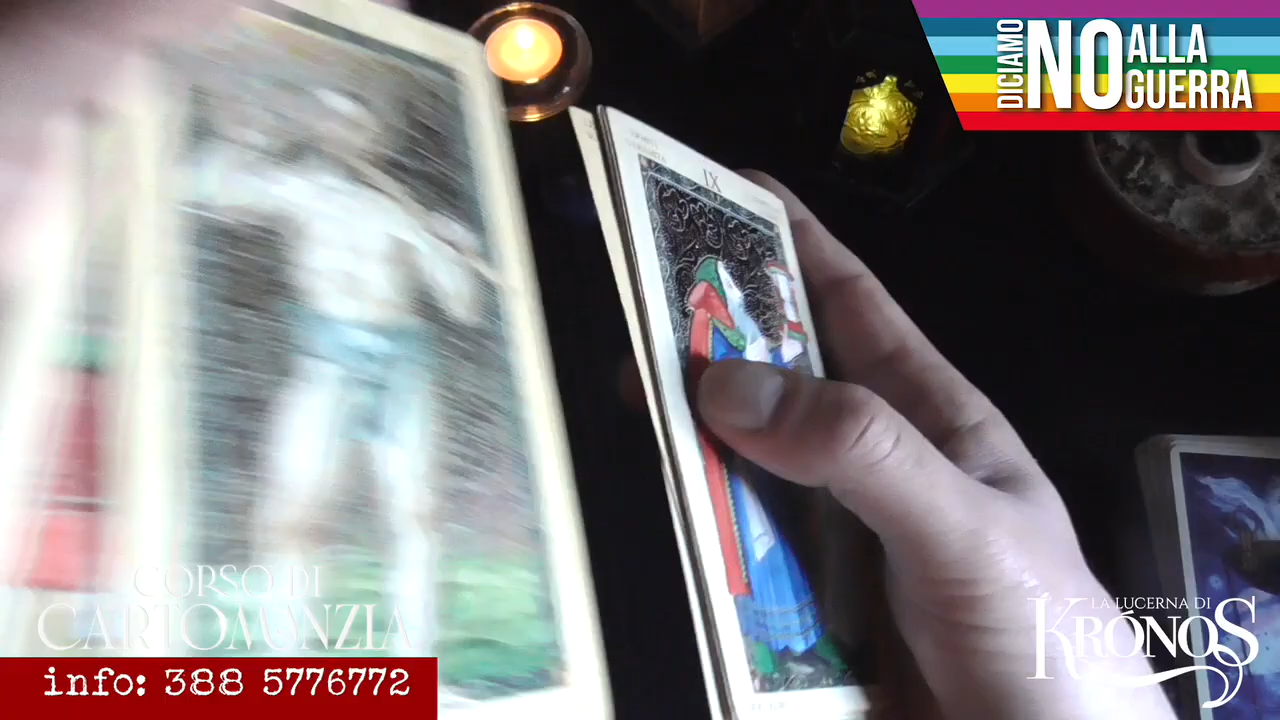 DICIAMO
NO
ALLA
GUERRA
IX
CORSO DI
CARTOMANZIA
info: 388 5776772
LA LUCERNA DI
KRÓNOS